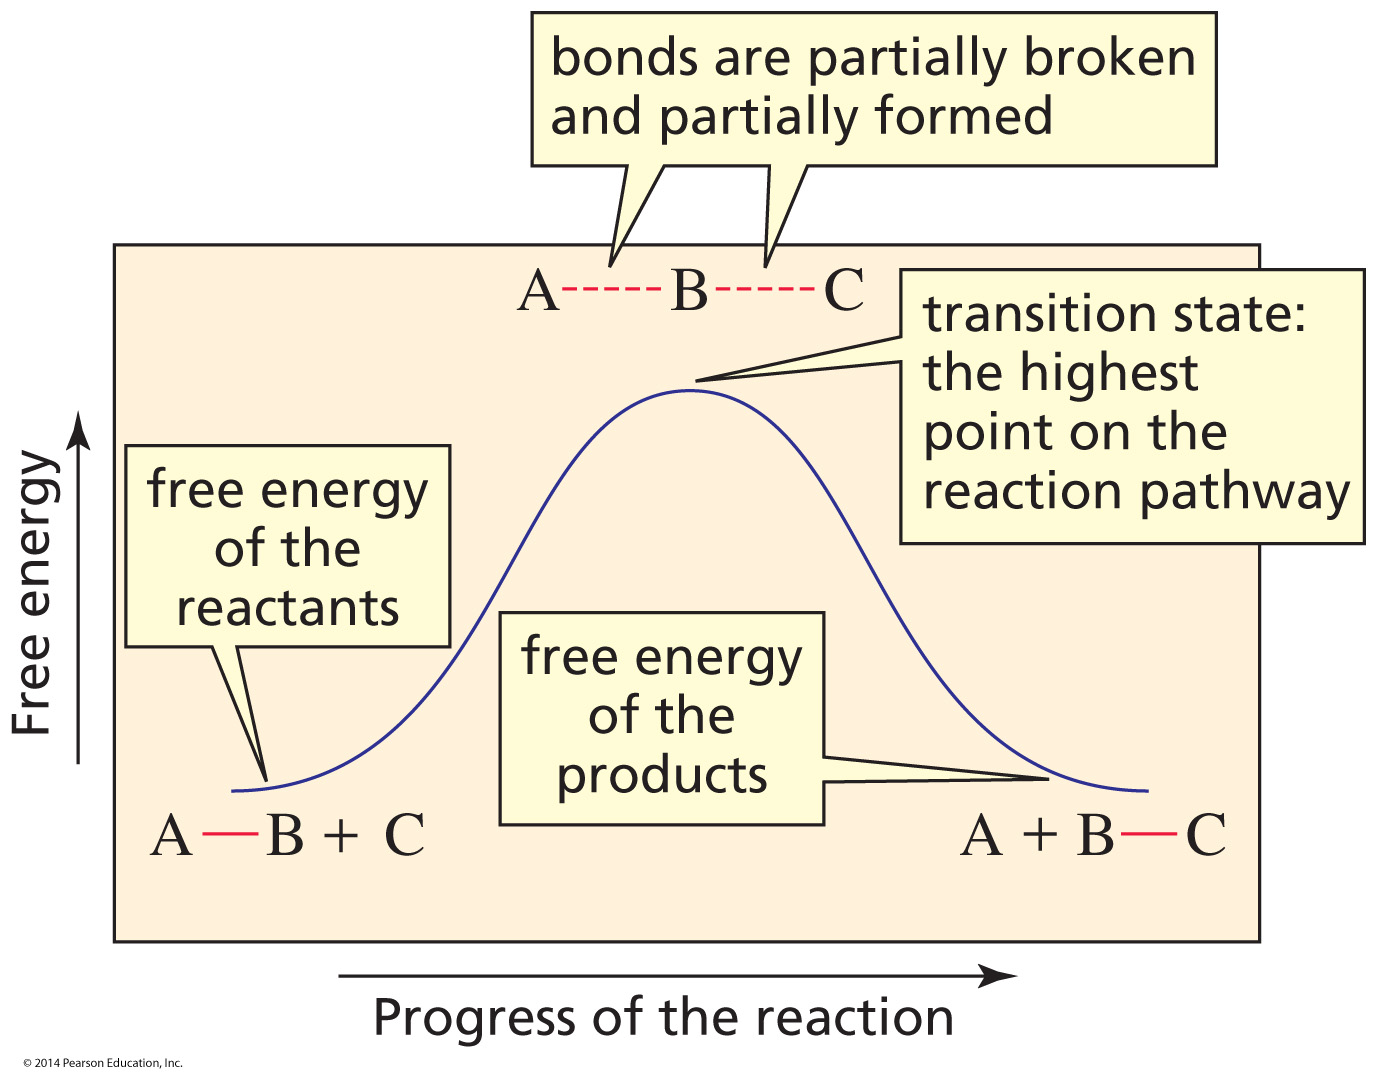 bonds are partially broken
and partially formed
A-----B-----C
transition state:
the highest
point on the
reaction pathway
free energy
of the
reactants
free energy
of the
products
Free energy
A—B + C
A + B—C
Progress of the reaction
© 2014 Pearson Education, Inc.